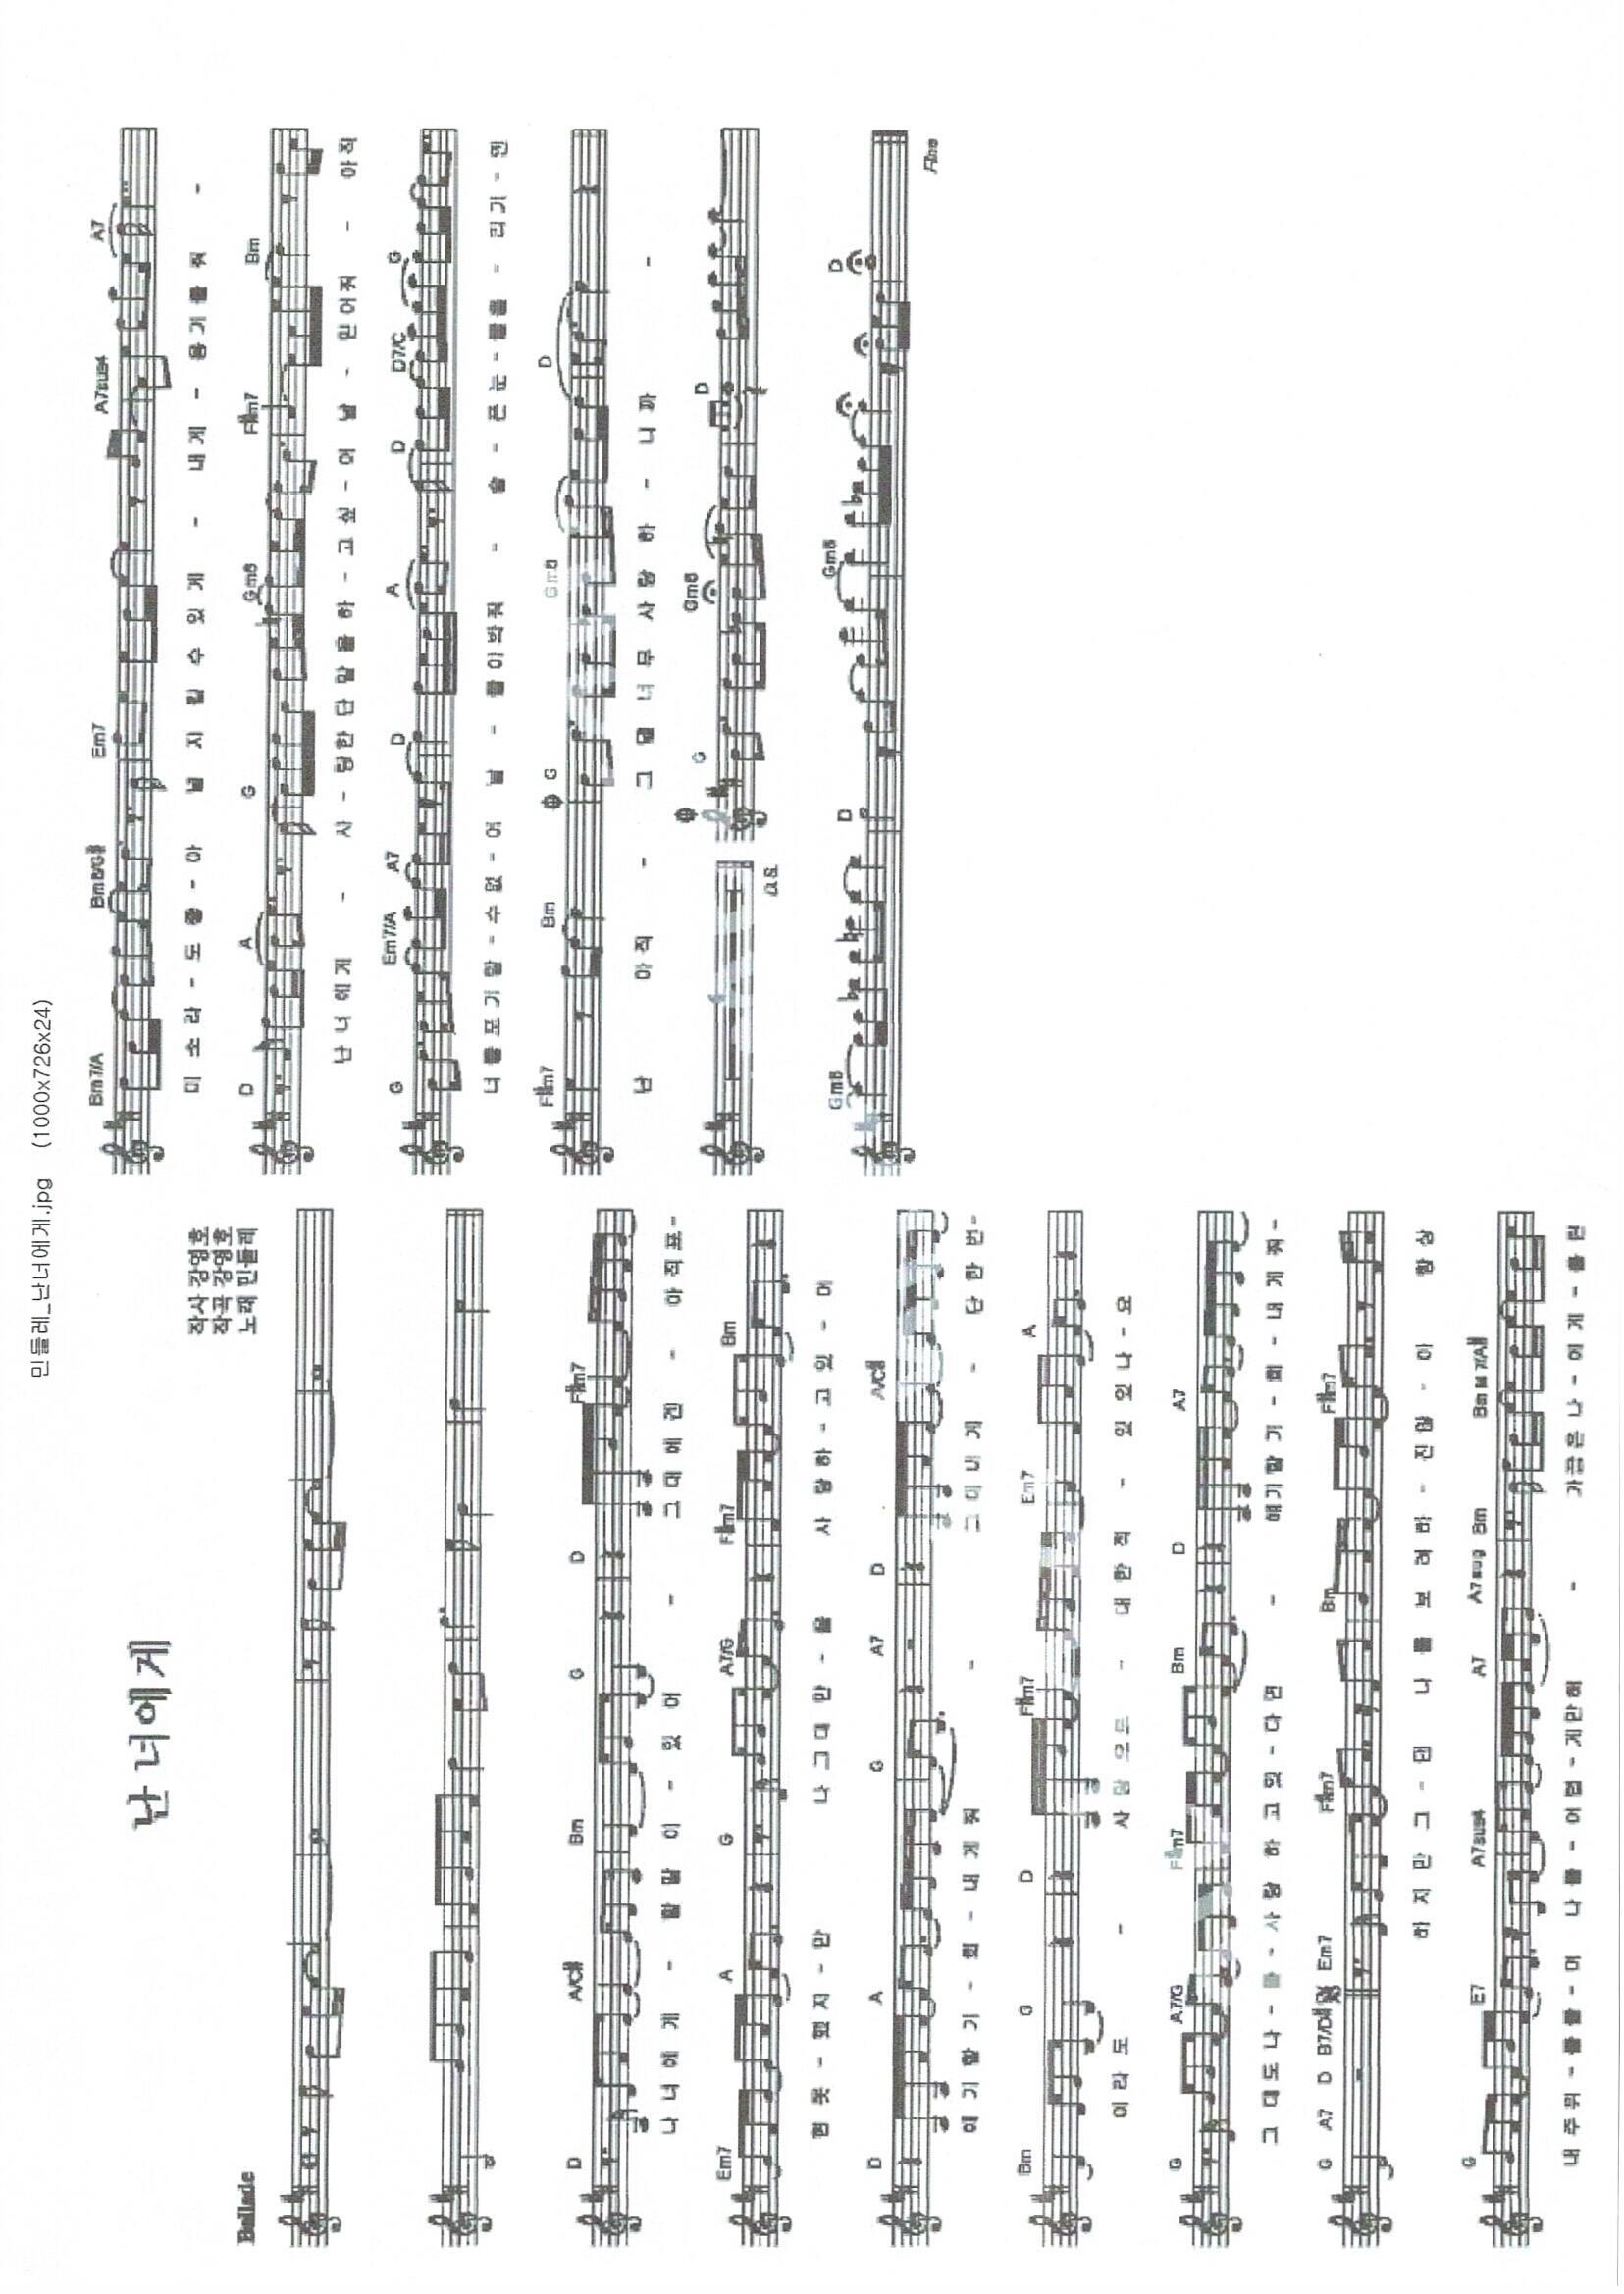 민들레_난너에게.jpg (1000x726x24)
난 너에게
작사 강영호
작곡 강영호
노래 민들레
Ballade
D A/C# Bm G D F#m7
나 너 에 게 - 할 말 이 - 있 어 - 그 대 에 겐 - 아 직 표 -
Em7 A G A7/G F#m7 Bm
현 못 - 했 지 - 만 나 그 대 만 - 을 사 랑 하 - 고 있 - 어
D A G A7 D A/C#
얘 기 할 기 - 회 - 내 게 줘 - 그 대 내 게 - 단 한 번 -
Bm G D F#m7 Em7 A
이 라 도 - 사 랑 으 로 - 대 한 적 - 있 었 나 - 요
G A7/G F#m7 Bm D A7
그 대 도 나 - 를 - 사 랑 하 고 있 - 다 면 - 얘 기 할 기 - 회 - 내 게 줘 -
G A7 D B7/D# Em7 F#m7 Bm F#m7
하 지 만 그 - 댄 나 를 보 려 하 - 진 않 - 아 항 상
G E7 A7sus4 A7 Bm
내 주 위 - 를 - 며 나 를 - 어 렵 - 게 만 해 - 가 끔 은 나 - 에 게 - 흘 린
Bm7/A Bm6/G# Em7 A7sus4 A7
미 소 라 - 도 좋 - 아 널 지 킬 수 있 게 - 내 게 - 용 기 를 줘 -
D A G Gm6 F#m7 Bm
난 너 에 게 - 사 - 랑 한 단 말 을 하 - 고 싶 - 어 날 - 믿 어 줘 - 아 직
G Em7/A A7 D A D D7/C G
너 를 포 기 할 - 수 없 - 어 날 - 돌 아 봐 줘 - 슬 - 픈 눈 - 물 흘 - 리 기 - 엔
F#m7 Bm G Gm6 D
난 아 직 - 그 댈 너 무 사 랑 하 - 니 까 -
G Gm6 D
D.S.
Gm6 D Gm6 D
Fine